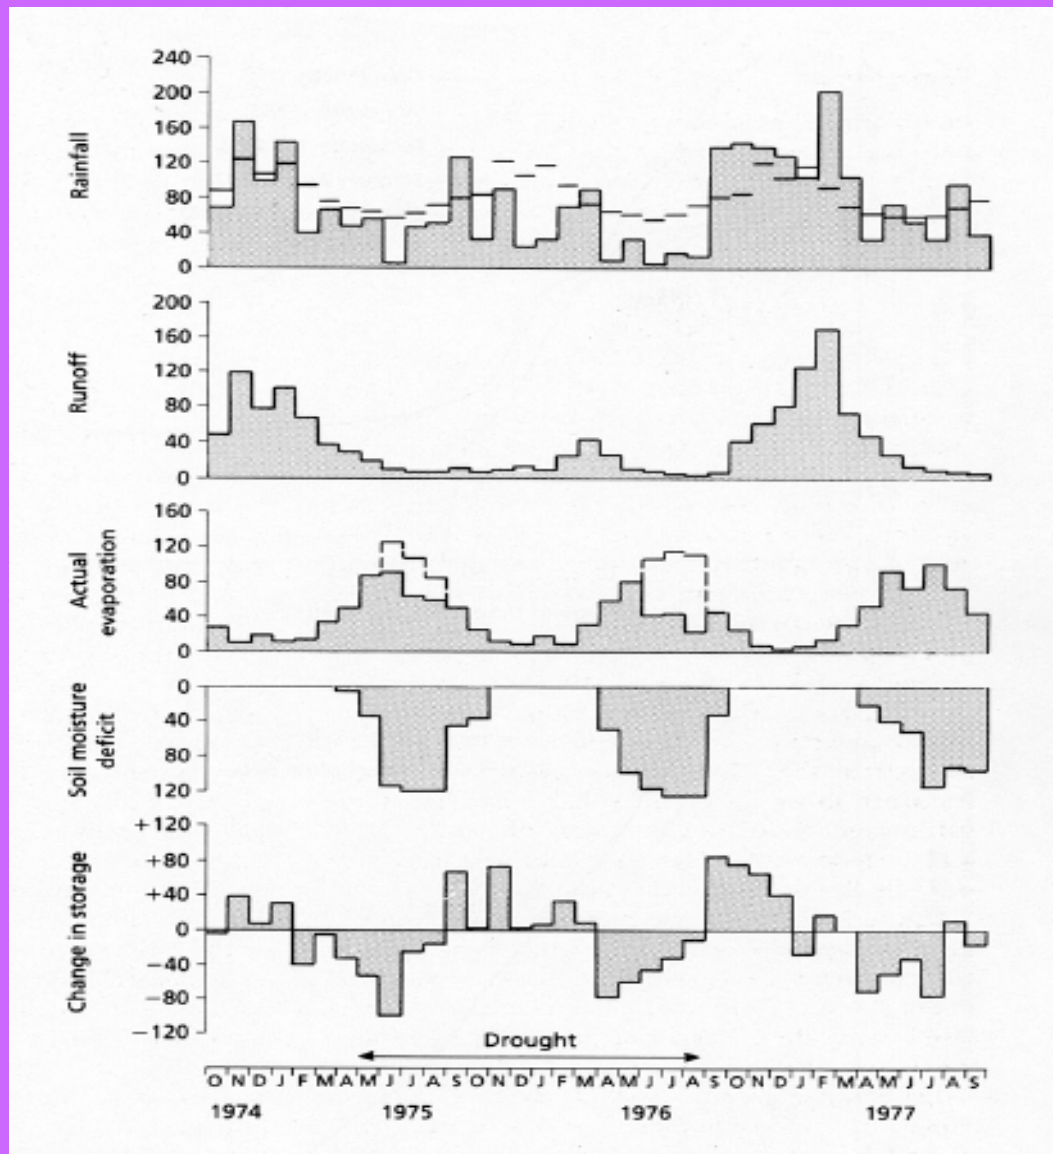 240
200
160
120
80
40
0
Rainfall
200
160
120
80
40
0
Runoff
160
120
80
40
0
Actual
evaporation
0
40
80
120
Soil moisture
deficit
+120
+80
+40
0
−40
−80
−120
Change in storage
Drought
O N D J F M A M J J A S O N D J F M A M J J A S O N D J F M A M J J A S
1974 1975 1976 1977